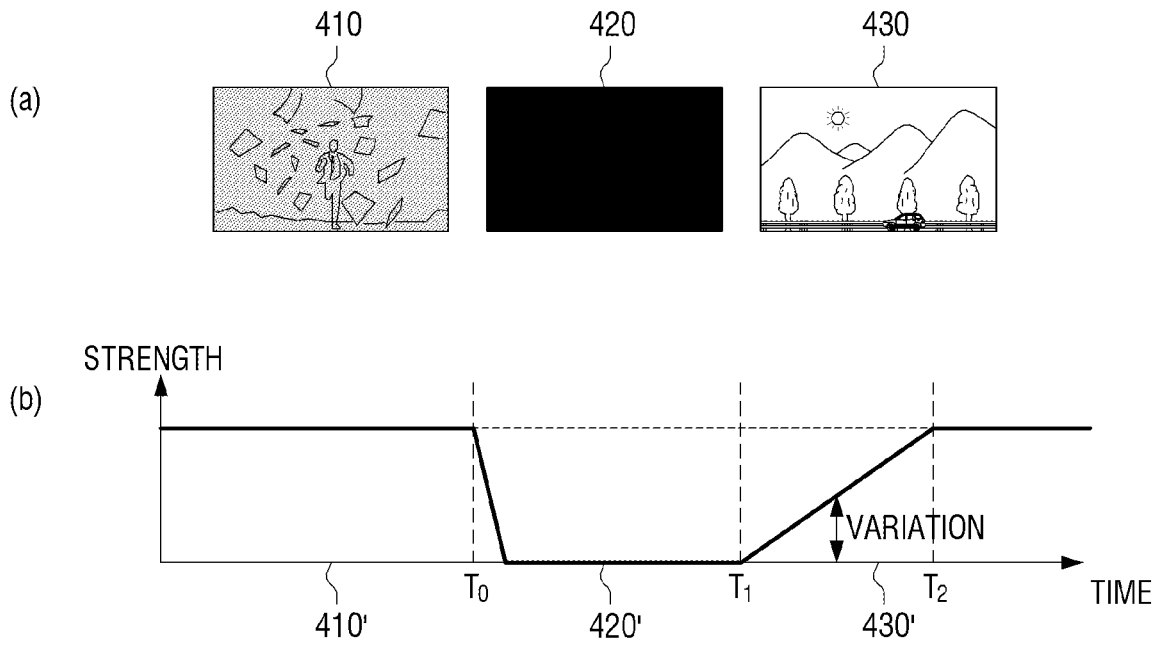 410 420 430
(a)
STRENGTH
(b)
VARIATION
T0 T1 T2 TIME
410' 420' 430'